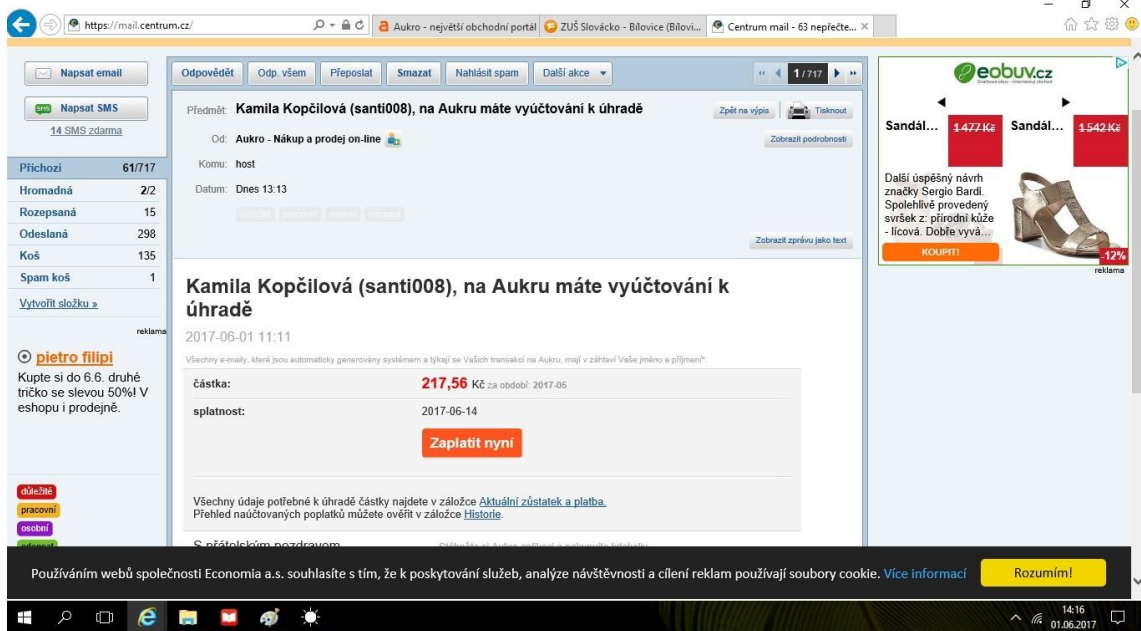 https://mail.centrum.cz/
Aukro - největší obchodní portál
ZUŠ Slovácko - Bílovice (Bílovi...
Centrum mail - 63 nepřečte...
Napsat email
Napsat SMS
14 SMS zdarma
Příchozí 61/717
Hromadná 2/2
Rozepsaná 15
Odeslaná 298
Koš 135
Spam koš 1
Vytvořit složku »
reklama
pietro filipi
Kupte si do 6.6. druhé
tričko se slevou 50%! V
eshopu i prodejně.
důležité
pracovní
osobní
Odpovědět Odp. všem Přeposlat Smazat Nahlásit spam Další akce 1 / 717
Předmět: Kamila Kopčilová (santi008), na Aukru máte vyúčtování k úhradě
Zpět na výpis Tisknout
Od: Aukro - Nákup a prodej on-line
Zobrazit podrobnosti
Komu: host
Datum: Dnes 13:13
důležité pracovní osobní odepsat
Zobrazit zprávu jako text
Kamila Kopčilová (santi008), na Aukru máte vyúčtování k
úhradě
2017-06-01 11:11
Všechny e-maily, které jsou automaticky generovány systémem a týkají se Vašich transakcí na Aukru, mají v záhlaví Veše jméno a příjmení*.
částka: 217,56 Kč za období: 2017-05
splatnost: 2017-06-14
Zaplatit nyní
Všechny údaje potřebné k úhradě částky najdete v záložce Aktuální zůstatek a platba.
Přehled naúčtovaných poplatků můžete ověřit v záložce Historie.
S přátelským pozdravem
eobuv.cz
Sandál... 1 477 Kč Sandál... 1 542 Kč
Další úspěšný návrh
značky Sergio Bardi.
Spolehlivě provedený
svršek z: přírodní kůže
- lícová. Dobře vyvá...
KOUPIT!
-12%
reklama
Používáním webů společnosti Economia a.s. souhlasíte s tím, že k poskytování služeb, analýze návštěvnosti a cílení reklam používají soubory cookie. Více informací Rozumím!
14:16
01.06.2017